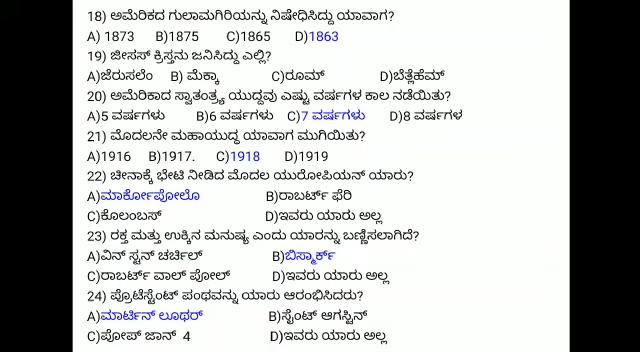 18) ಅಮೆರಿಕದ ಗುಲಾಮಗಿರಿಯನ್ನು ನಿಷೇಧಿಸಿದ್ದು ಯಾವಾಗ?
A) 1873 B)1875 C)1865 D)1863
19) ಜೀಸಸ್ ಕ್ರಿಸ್ತನು ಜನಿಸಿದ್ದು ಎಲ್ಲಿ?
A)ಜೆರುಸಲೆಂ B) ಮೆಕ್ಕಾ C)ರೂಮ್ D)ಬೆತ್ಲೆಹೆಮ್
20) ಅಮೆರಿಕಾದ ಸ್ವಾತಂತ್ರ್ಯ ಯುದ್ದವು ಎಷ್ಟು ವರ್ಷಗಳ ಕಾಲ ನಡೆಯಿತು?
A)5 ವರ್ಷಗಳು B)6 ವರ್ಷಗಳು C)7 ವರ್ಷಗಳು D)8 ವರ್ಷಗಳ
21) ಮೊದಲನೇ ಮಹಾಯುದ್ಧ ಯಾವಾಗ ಮುಗಿಯಿತು?
A)1916 B)1917. C)1918 D)1919
22) ಚೀನಾಕ್ಕೆ ಭೇಟಿ ನೀಡಿದ ಮೊದಲ ಯುರೋಪಿಯನ್ ಯಾರು?
A)ಮಾರ್ಕೋಪೋಲೊ B)ರಾಬರ್ಟ್ ಫೆರಿ
C)ಕೊಲಂಬಸ್ D)ಇವರು ಯಾರು ಅಲ್ಲ
23) ರಕ್ತ ಮತ್ತು ಉಕ್ಕಿನ ಮನುಷ್ಯ ಎಂದು ಯಾರನ್ನು ಬಣ್ಣಿಸಲಾಗಿದೆ?
A)ವಿನ್ ಸ್ಟನ್ ಚರ್ಚಿಲ್ B)ಬಿಸ್ಮಾರ್ಕ್
C)ರಾಬರ್ಟ್ ವಾಲ್ ಪೋಲ್ D)ಇವರು ಯಾರು ಅಲ್ಲ
24) ಪ್ರೊಟೆಸ್ಟೆಂಟ್ ಪಂಥವನ್ನು ಯಾರು ಆರಂಭಿಸಿದರು?
A)ಮಾರ್ಟಿನ್ ಲೂಥರ್ B)ಸೈಂಟ್ ಆಗಸ್ಟಿನ್
C)ಪೋಪ್ ಜಾನ್ 4 D)ಇವರು ಯಾರು ಅಲ್ಲ